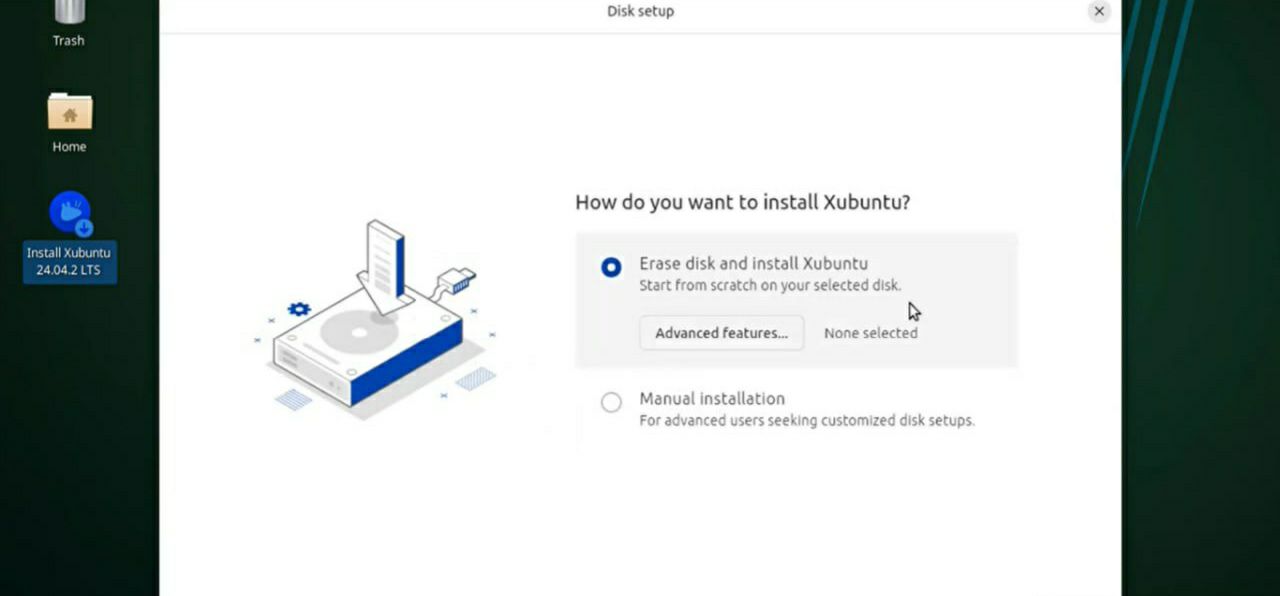 Disk setup
Trash
Home
Install Xubuntu
24.04.2 LTS
How do you want to install Xubuntu?
Erase disk and install Xubuntu
Start from scratch on your selected disk.
Advanced features...
None selected
Manual installation
For advanced users seeking customized disk setups.